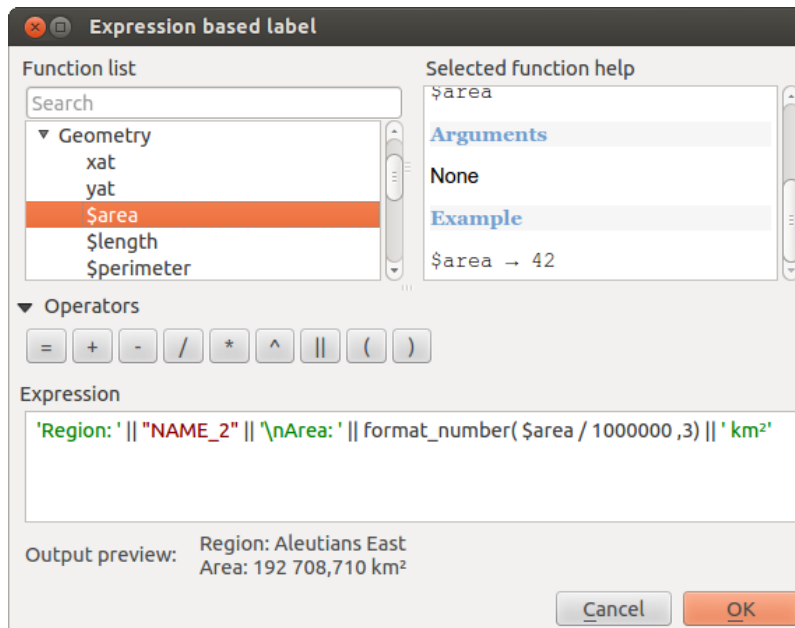 Expression based label
Function list
Search
Geometry
xat
yat
$area
$length
$perimeter
Selected function help
$area
Arguments
None
Example
$area → 42
Operators
= + - / * ^ || ( )
Expression
'Region: ' || "NAME_2" || '\nArea: ' || format_number( $area / 1000000 ,3) || ' km²'
Output preview:
Region: Aleutians East
Area: 192 708,710 km²
Cancel
OK